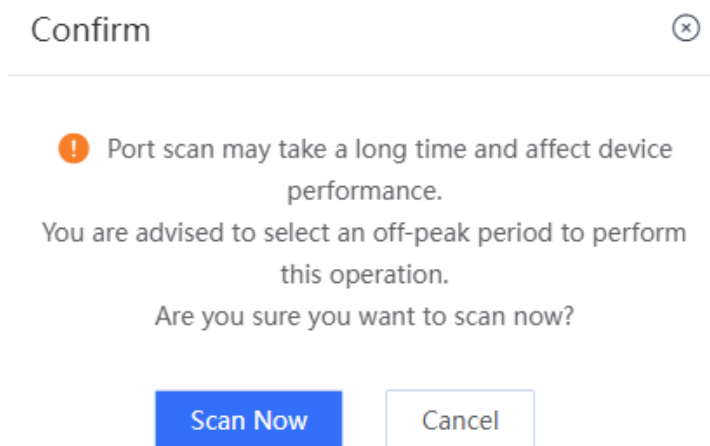 Confirm
Port scan may take a long time and affect device
performance.
You are advised to select an off-peak period to perform
this operation.
Are you sure you want to scan now?
Scan Now
Cancel